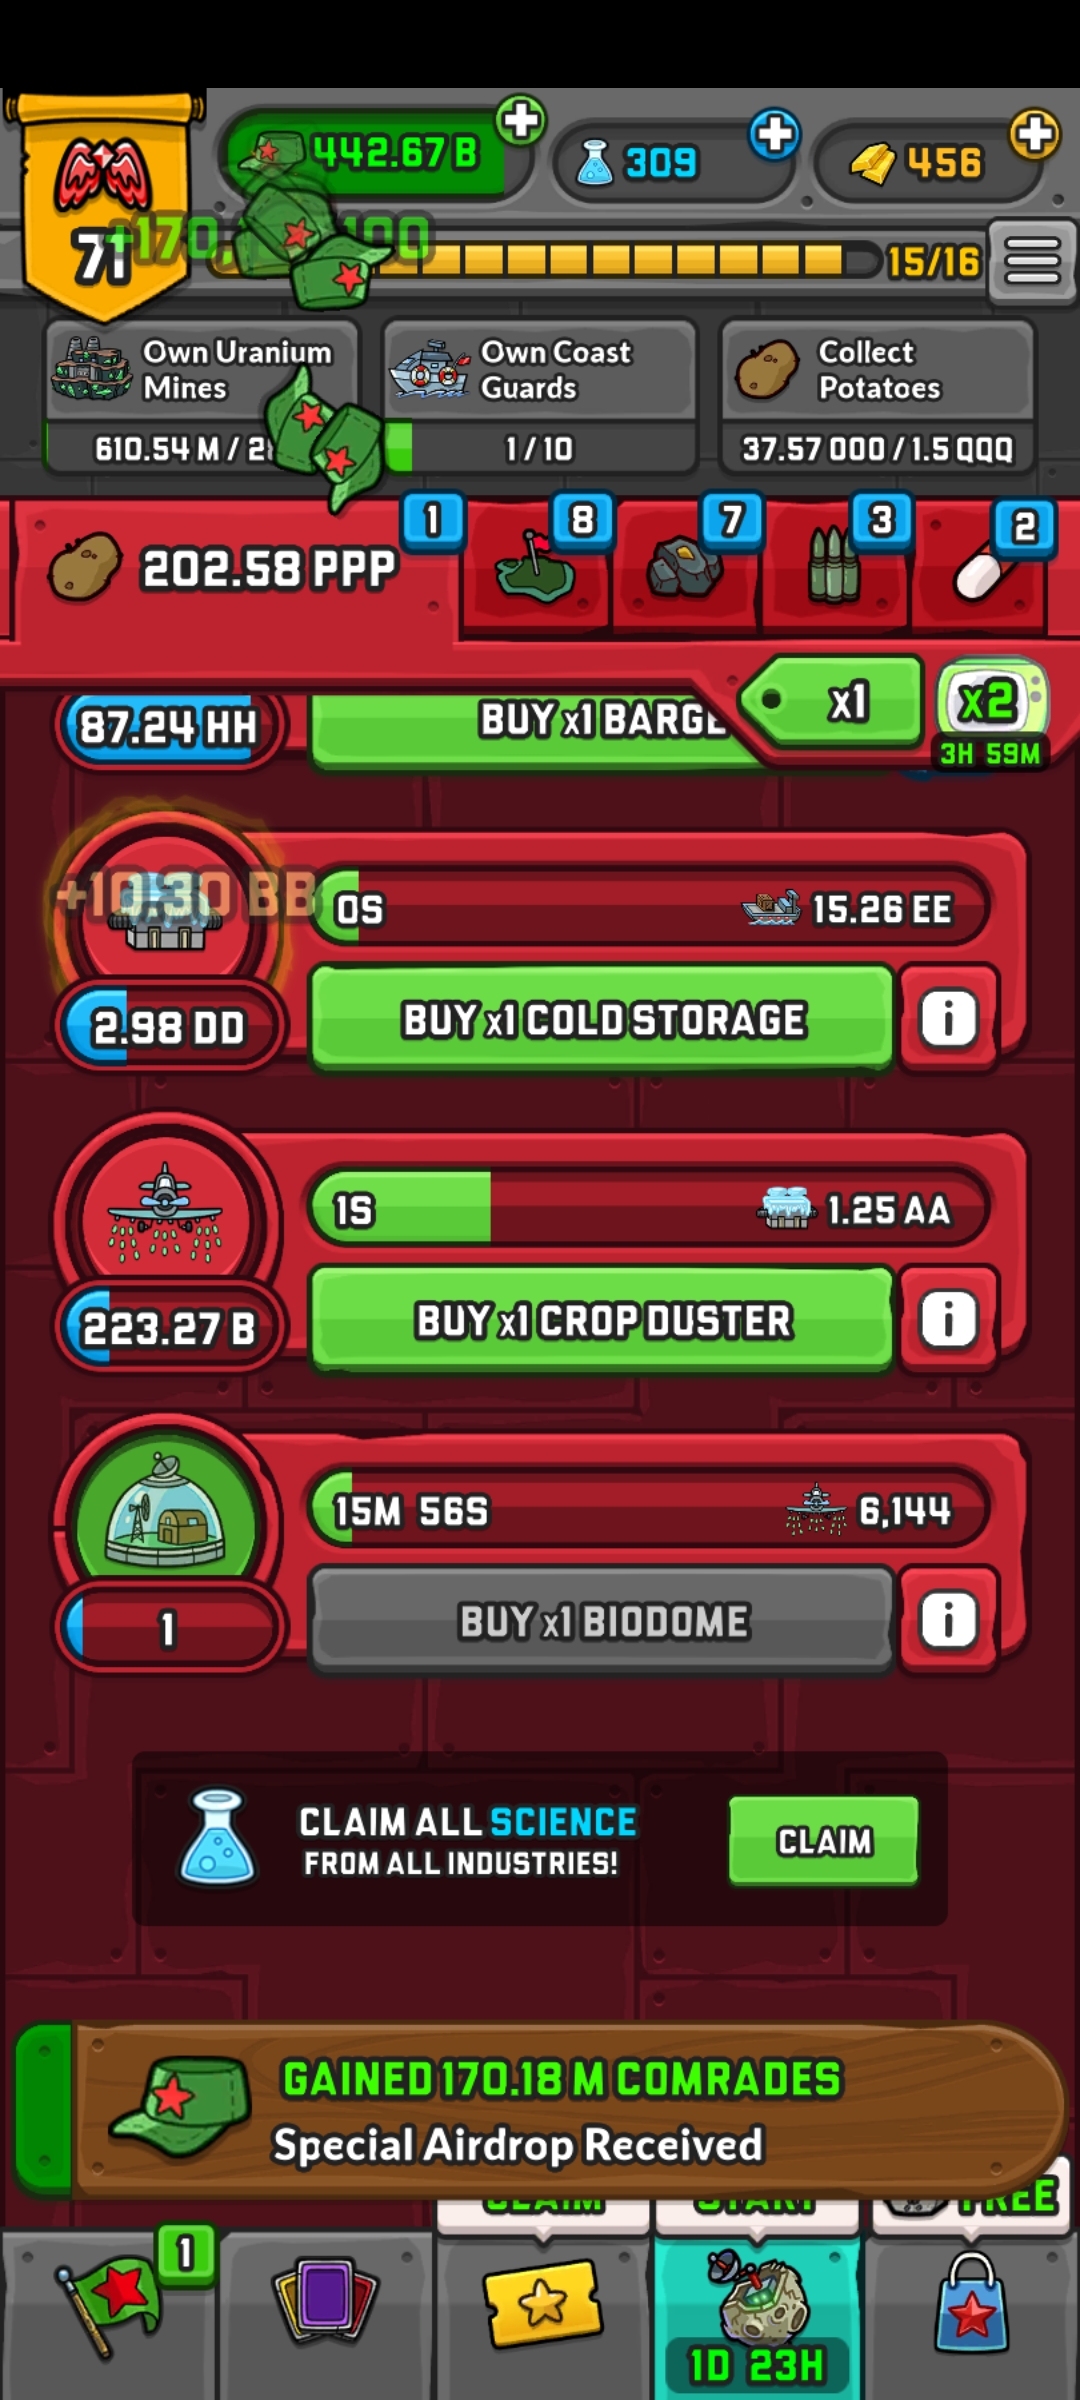 442.67 B
309
456
71
15/16
Own Uranium
Mines
610.54 M / 2
Own Coast
Guards
1 / 10
Collect
Potatoes
37.57 OOO / 1.5 QQQ
202.58 PPP
1
8
7
3
2
x1
x2
3H 59M
87.24 HH
BUY x1 BARGE
+10.30 BB
0S
15.26 EE
2.98 DD
BUY x1 COLD STORAGE
1S
1.25 AA
223.27 B
BUY x1 CROP DUSTER
15M 56S
6,144
1
BUY x1 BIODOME
CLAIM ALL SCIENCE
FROM ALL INDUSTRIES!
CLAIM
GAINED 170.18 M COMRADES
Special Airdrop Received
CLAIM
START
FREE
1
1D 23H